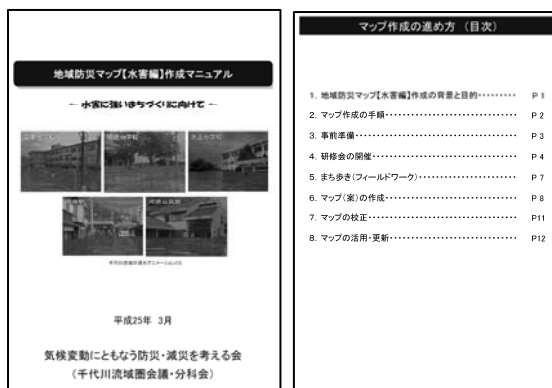 地域防災マップ【水害編】作成マニュアル
～ 水害に強いまちづくりに向けて ～
平成25年 3月
気候変動にともなう防災・減災を考える会
(千代川流域圏会議・分科会)
マップ作成の進め方 (目次)
1. 地域防災マップ【水害編】作成の背景と目的‥‥‥‥ P 1
2. マップ作成の手順‥‥‥‥‥‥‥‥‥‥‥‥‥‥ P 2
3. 事前準備‥‥‥‥‥‥‥‥‥‥‥‥‥‥‥‥‥‥ P 3
4. 研修会の開催‥‥‥‥‥‥‥‥‥‥‥‥‥‥‥‥ P 4
5. まち歩き(フィールドワーク)‥‥‥‥‥‥‥‥‥‥ P 7
6. マップ(案)の作成‥‥‥‥‥‥‥‥‥‥‥‥‥‥ P 8
7. マップの校正‥‥‥‥‥‥‥‥‥‥‥‥‥‥‥‥ P11
8. マップの活用・更新‥‥‥‥‥‥‥‥‥‥‥‥‥‥ P12